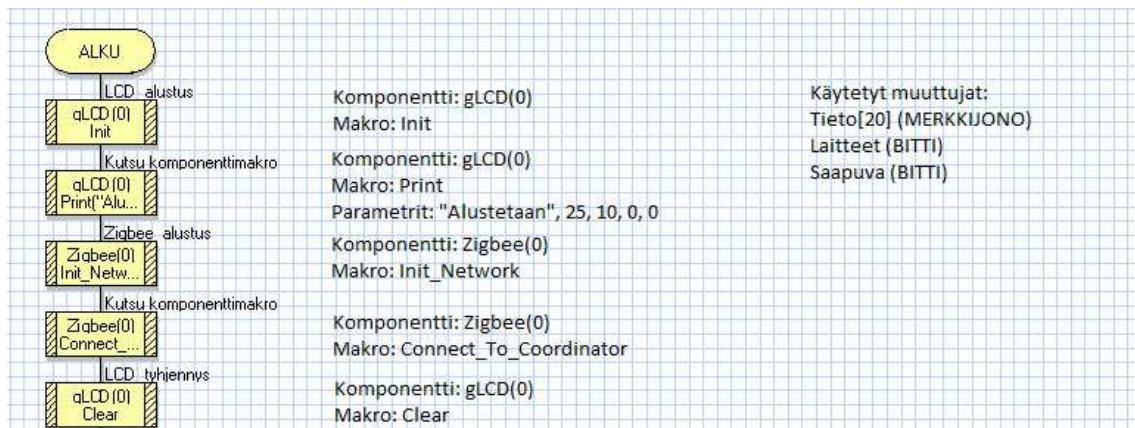 ALKU
LCD alustus
gLCD(0)
Init
Komponentti: gLCD(0)
Makro: Init
Kutsu komponenttimakro
gLCD(0)
Print("Alu...
Komponentti: gLCD(0)
Makro: Print
Parametrit: "Alustetaan", 25, 10, 0, 0
Zigbee alustus
Zigbee(0)
Init_Netw...
Komponentti: Zigbee(0)
Makro: Init_Network
Kutsu komponenttimakro
Zigbee(0)
Connect_...
Komponentti: Zigbee(0)
Makro: Connect_To_Coordinator
LCD tyhjennys
gLCD(0)
Clear
Komponentti: gLCD(0)
Makro: Clear
Käytetyt muuttujat:
Tieto[20] (MERKKIJONO)
Laitteet (BITTI)
Saapuva (BITTI)